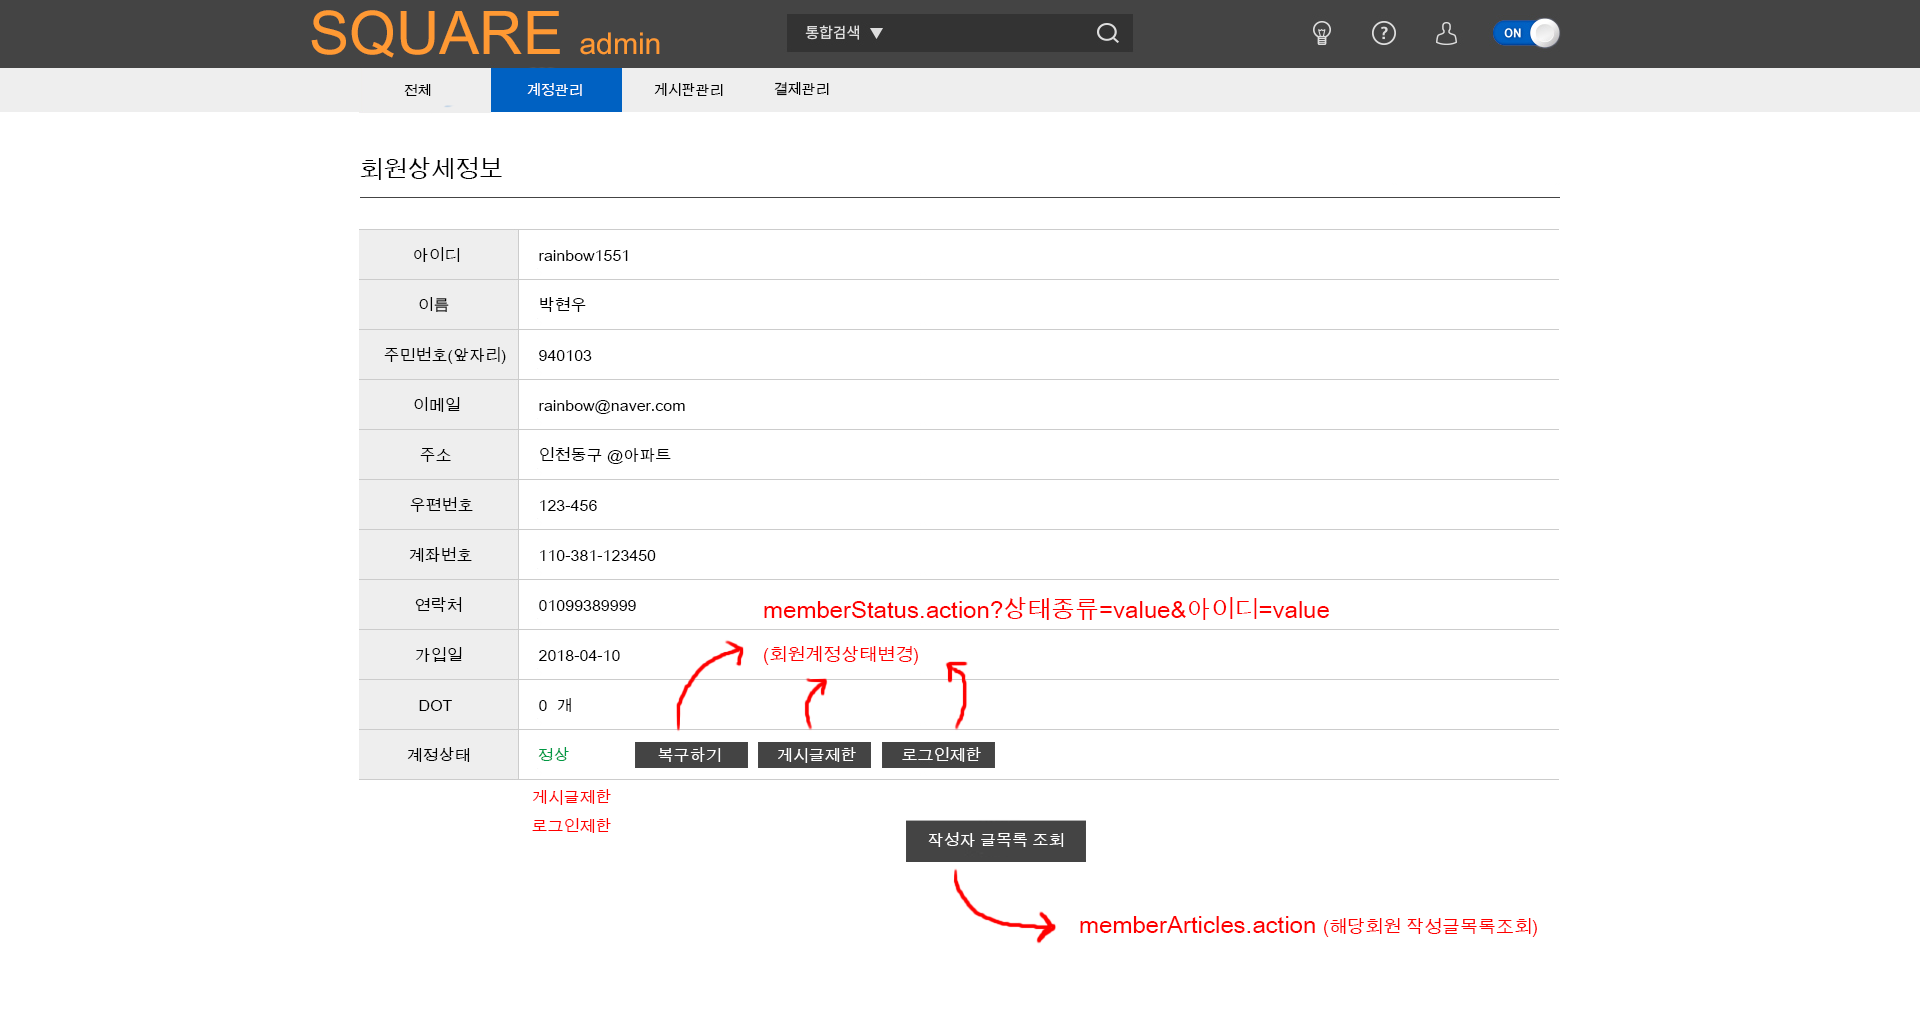 SQUARE admin
통합검색 ▼
? ON
전체 계정관리 게시판관리 결제관리
회원상세정보
아이디 rainbow1551
이름 박현우
주민번호(앞자리) 940103
이메일 rainbow@naver.com
주소 인천동구 @아파트
우편번호 123-456
계좌번호 110-381-123450
연락처 01099389999
memberStatus.action?상태종류=value&아이디=value
가입일 2018-04-10
(회원계정상태변경)
DOT 0 개
계정상태 정상 복구하기 게시글제한 로그인제한
게시글제한
로그인제한
작성자 글목록 조회
memberArticles.action (해당회원 작성글목록조회)